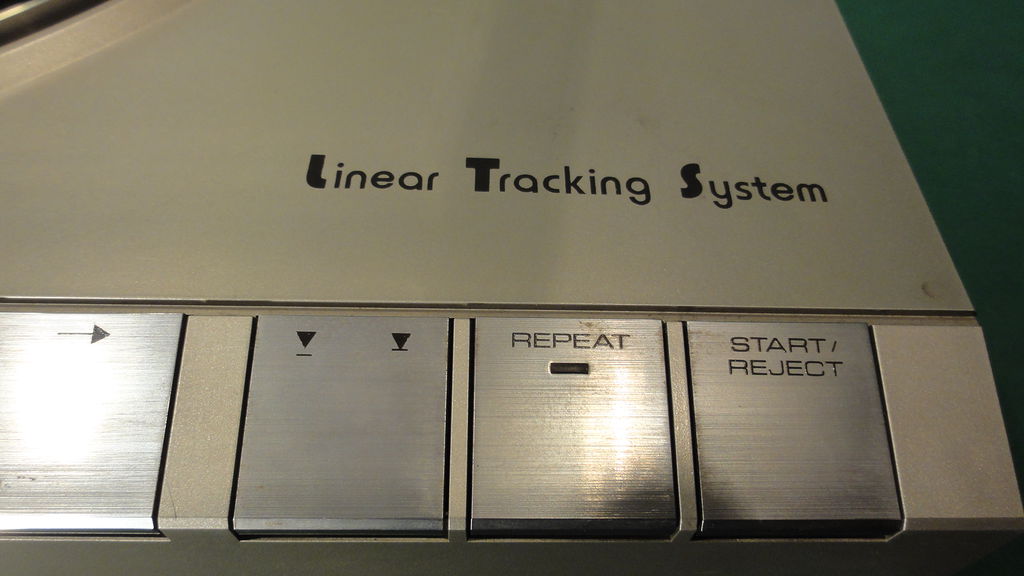 Linear Tracking System
REPEAT
START/
REJECT